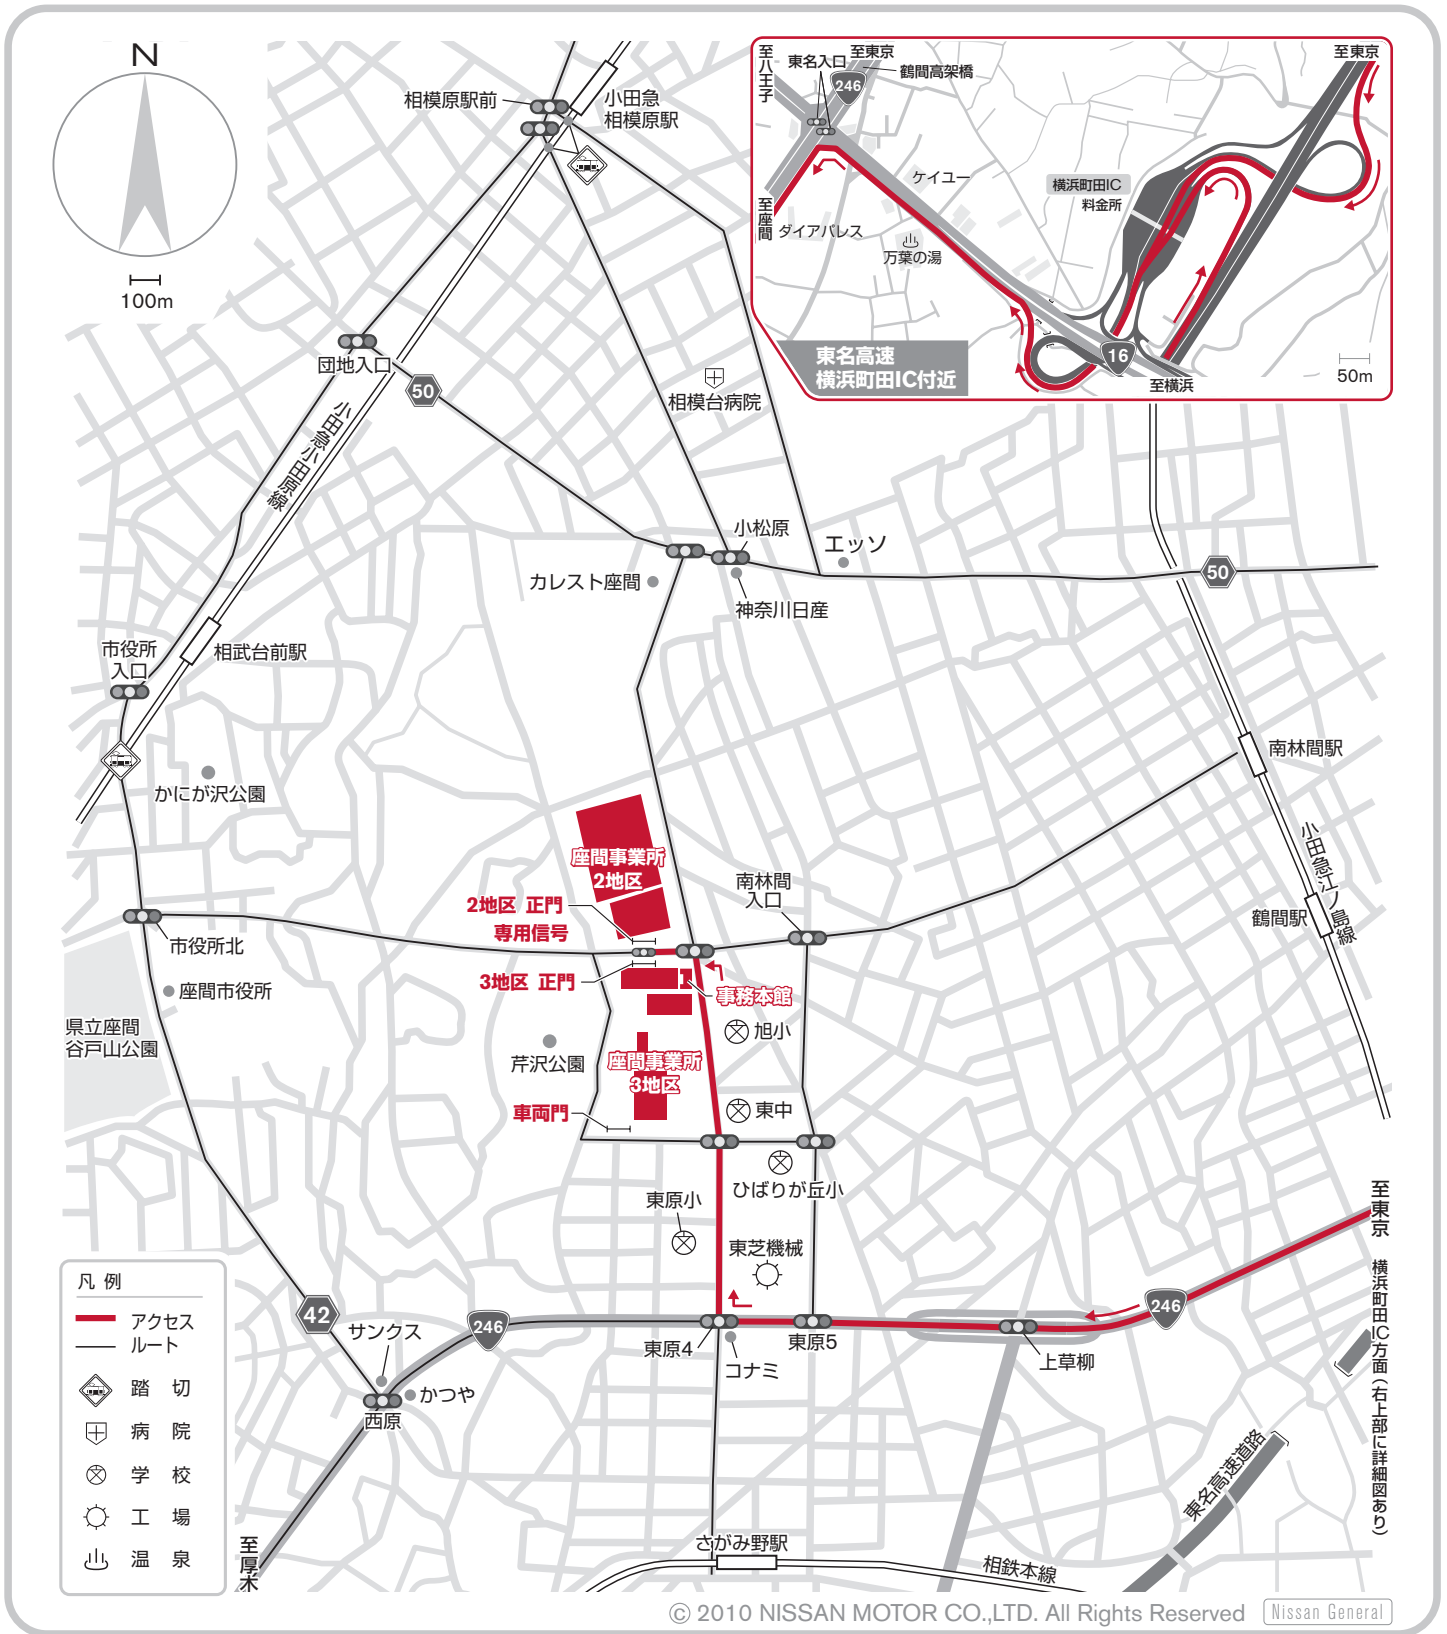 N
100m
相模原駅前
小田急
相模原駅
至八王子
東名入口
至東京
246
鶴間高架橋
至東京
ケイユー
横浜町田IC
料金所
至座間
ダイアパレス
万葉の湯
16
東名高速
横浜町田IC付近
至横浜
50m
団地入口
50
相模台病院
小田急小田原線
小松原
エッソ
カレスト座間
神奈川日産
50
市役所
入口
相武台前駅
南林間駅
かにが沢公園
小田急江ノ島線
座間事業所
2地区
南林間
入口
2地区 正門
専用信号
鶴間駅
市役所北
3地区 正門
事務本館
座間市役所
県立座間
谷戸山公園
旭小
芹沢公園
座間事業所
3地区
車両門
東中
ひばりが丘小
東原小
至東京
東芝機械
横浜町田IC方面(右上部に詳細図あり)
凡例
アクセス
ルート
踏切
病院
学校
工場
温泉
42
サンクス
246
246
東原4
東原5
コナミ
上草柳
かつや
西原
東名高速道路
至厚木
さがみ野駅
相鉄本線
© 2010 NISSAN MOTOR CO.,LTD. All Rights Reserved
Nissan General